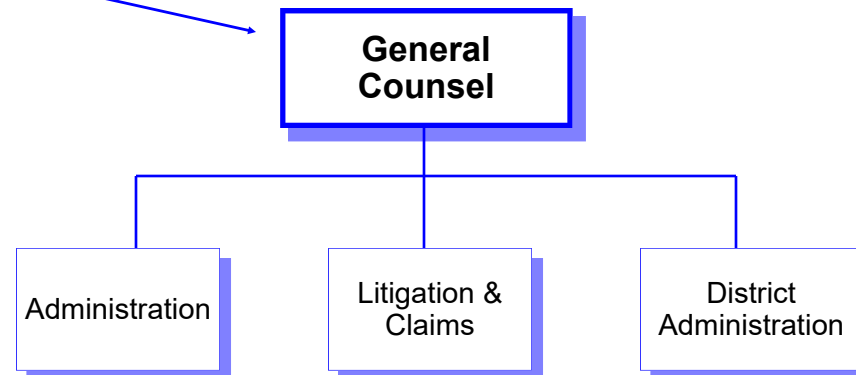 General
Counsel
Administration
Litigation &
Claims
District
Administration